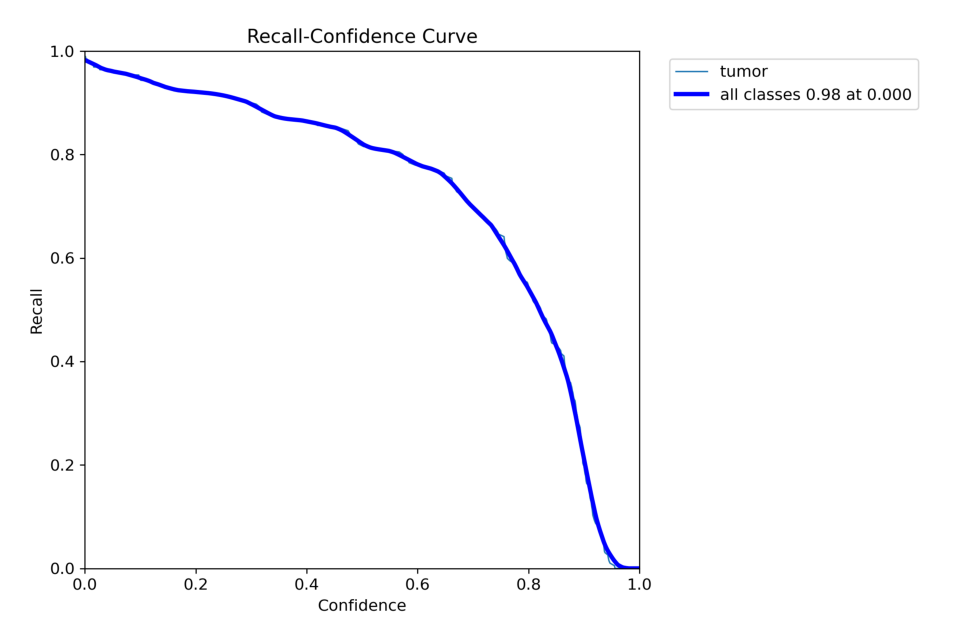 Recall-Confidence Curve
1.0
0.8
0.6
0.4
0.2
0.0
Recall
0.0 0.2 0.4 0.6 0.8 1.0
Confidence
tumor
all classes 0.98 at 0.000